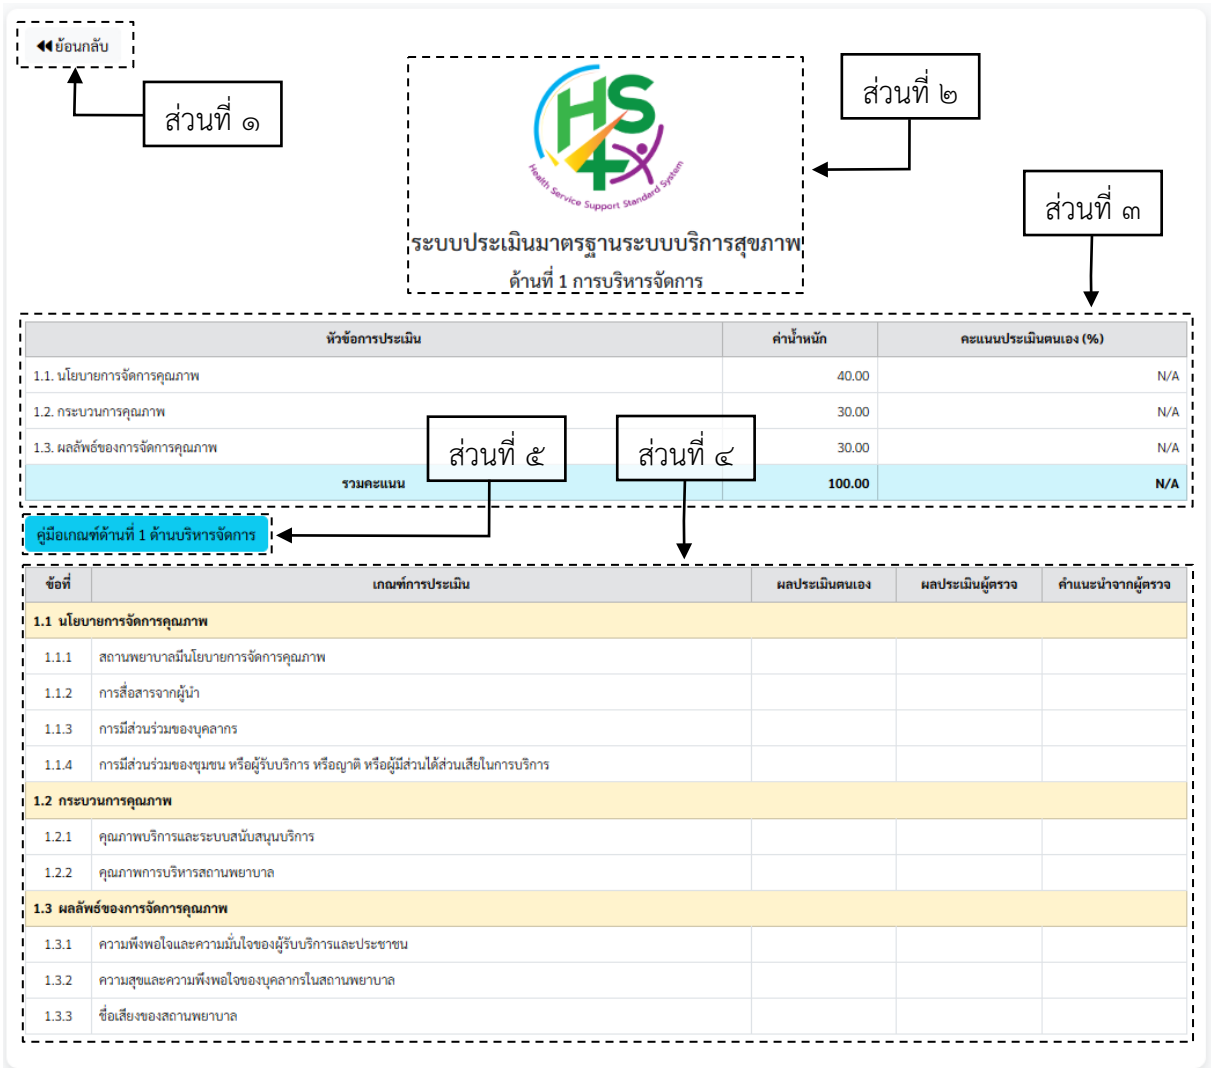 ย้อนกลับ
ส่วนที่ ๑
ส่วนที่ ๒
HS4
Health Service Support Standard System
ส่วนที่ ๓
ระบบประเมินมาตรฐานระบบบริการสุขภาพ
ด้านที่ 1 การบริหารจัดการ
หัวข้อการประเมิน ค่าน้ำหนัก คะแนนประเมินตนเอง (%)
1.1. นโยบายการจัดการคุณภาพ 40.00 N/A
1.2. กระบวนการคุณภาพ 30.00 N/A
1.3. ผลลัพธ์ของการจัดการคุณภาพ 30.00 N/A
ส่วนที่ ๕ ส่วนที่ ๔
รวมคะแนน 100.00 N/A
คู่มือเกณฑ์ด้านที่ 1 ด้านบริหารจัดการ
ข้อที่ เกณฑ์การประเมิน ผลประเมินตนเอง ผลประเมินผู้ตรวจ คำแนะนำจากผู้ตรวจ
1.1 นโยบายการจัดการคุณภาพ
1.1.1 สถานพยาบาลมีนโยบายการจัดการคุณภาพ
1.1.2 การสื่อสารจากผู้นำ
1.1.3 การมีส่วนร่วมของบุคลากร
1.1.4 การมีส่วนร่วมของชุมชน หรือผู้รับบริการ หรือญาติ หรือผู้มีส่วนได้ส่วนเสียในการบริการ
1.2 กระบวนการคุณภาพ
1.2.1 คุณภาพบริการและระบบสนับสนุนบริการ
1.2.2 คุณภาพการบริหารสถานพยาบาล
1.3 ผลลัพธ์ของการจัดการคุณภาพ
1.3.1 ความพึงพอใจและความมั่นใจของผู้รับบริการและประชาชน
1.3.2 ความสุขและความพึงพอใจของบุคลากรในสถานพยาบาล
1.3.3 ชื่อเสียงของสถานพยาบาล